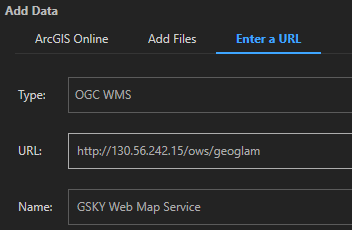 Add Data
ArcGIS Online Add Files Enter a URL
Type: OGC WMS
URL: http://130.56.242.15/ows/geoglam
Name: GSKY Web Map Service